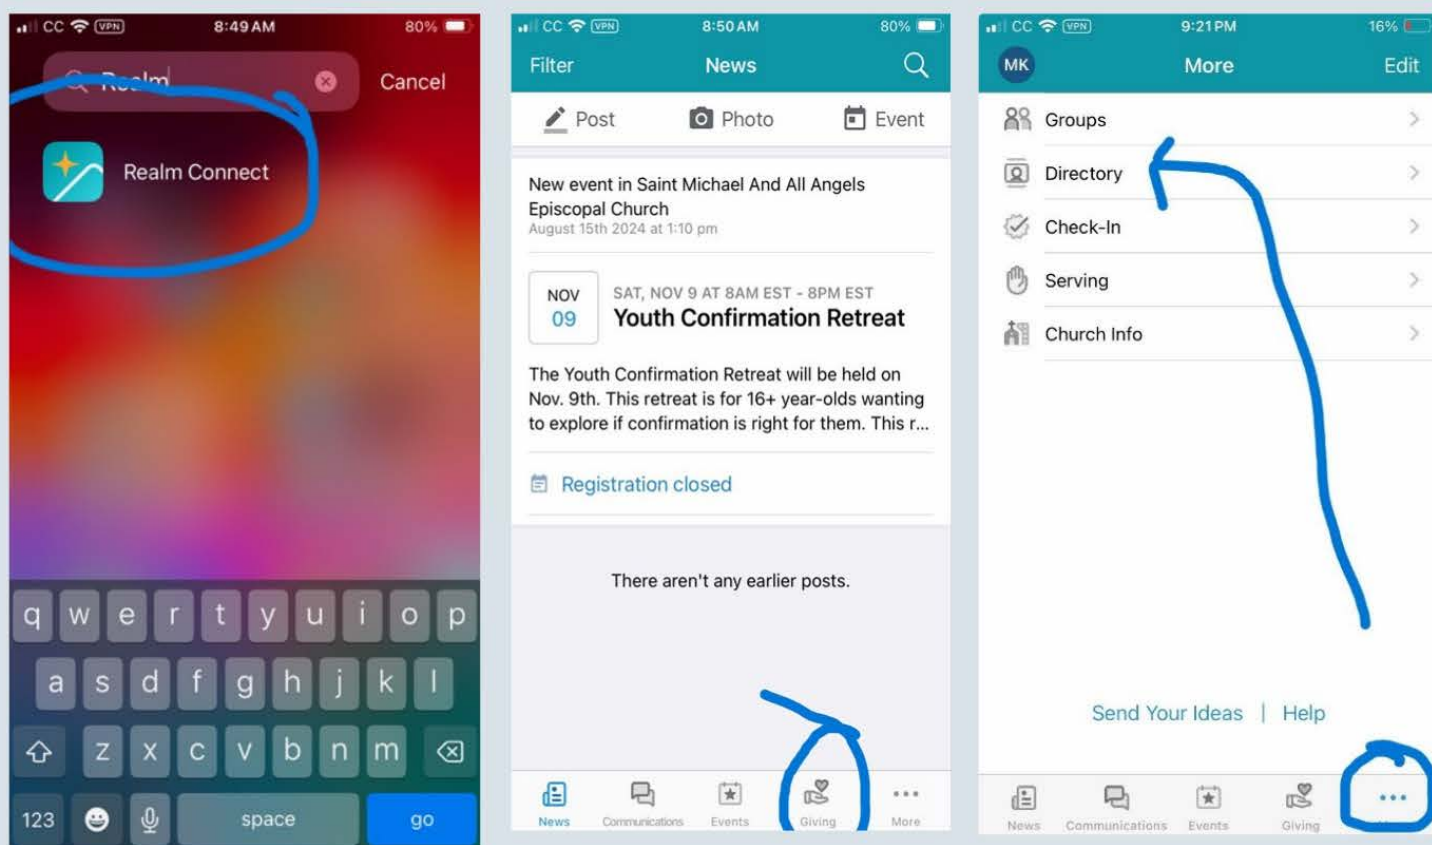 CC VPN 8:49 AM 80%
Realm Cancel
Realm Connect
q w e r t y u i o p
a s d f g h j k l
z x c v b n m
123 space go
CC VPN 8:50 AM 80%
Filter News
Post Photo Event
New event in Saint Michael And All Angels
Episcopal Church
August 15th 2024 at 1:10 pm
NOV
09
SAT, NOV 9 AT 8AM EST - 8PM EST
Youth Confirmation Retreat
The Youth Confirmation Retreat will be held on
Nov. 9th. This retreat is for 16+ year-olds wanting
to explore if confirmation is right for them. This r...
Registration closed
There aren't any earlier posts.
News Communications Events Giving More
CC VPN 9:21 PM 16%
MK More Edit
Groups
Directory
Check-In
Serving
Church Info
Send Your Ideas | Help
News Communications Events Giving